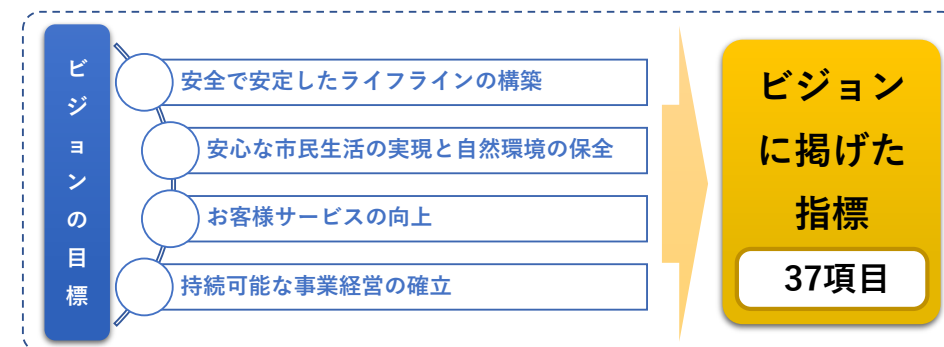 ビジョンの目標
安全で安定したライフラインの構築
安心な市民生活の実現と自然環境の保全
お客様サービスの向上
持続可能な事業経営の確立
ビジョン
に掲げた
指標
37項目